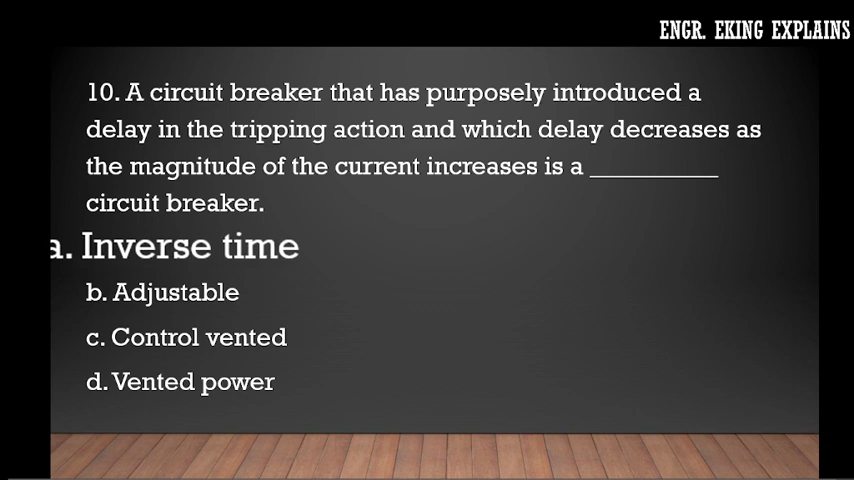 ENGR. EKING EXPLAINS
10. A circuit breaker that has purposely introduced a
delay in the tripping action and which delay decreases as
the magnitude of the current increases is a __________
circuit breaker.
a. Inverse time
b. Adjustable
c. Control vented
d. Vented power